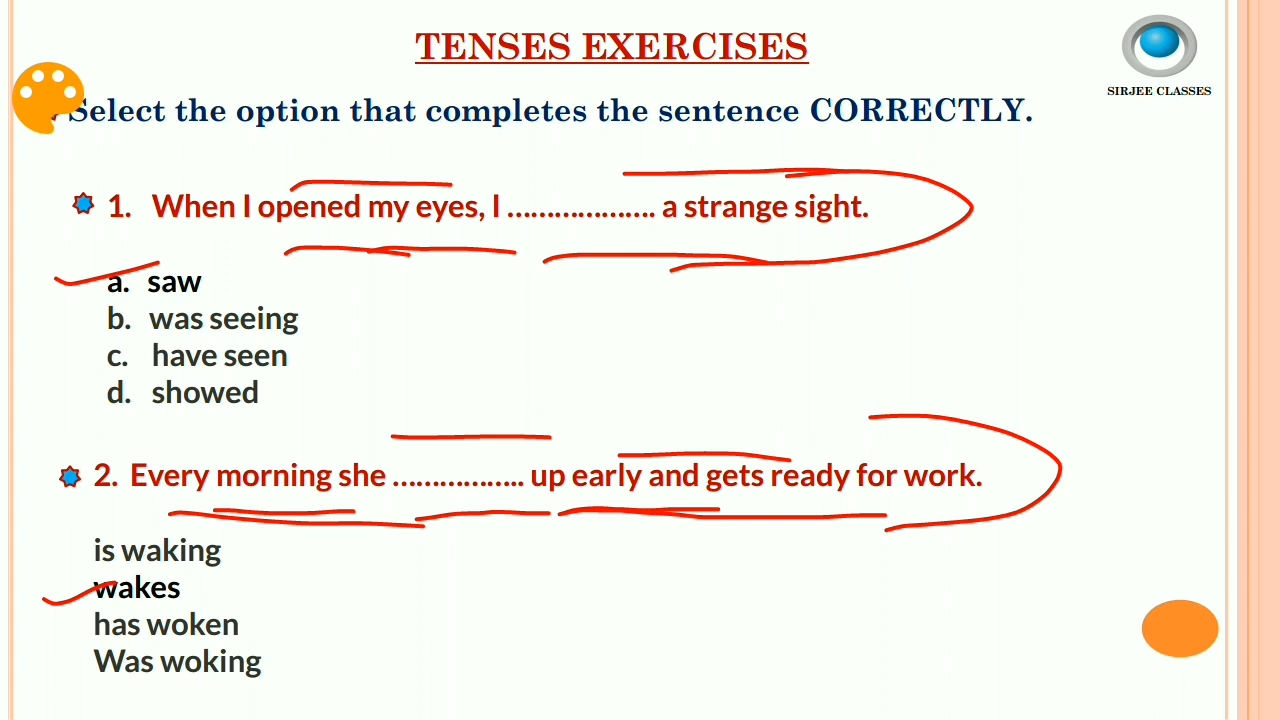 TENSES EXERCISES
SIRJEE CLASSES
Select the option that completes the sentence CORRECTLY.
1. When I opened my eyes, I ………………. a strange sight.
a. saw
b. was seeing
c. have seen
d. showed
2. Every morning she …………….. up early and gets ready for work.
is waking
wakes
has woken
Was woking